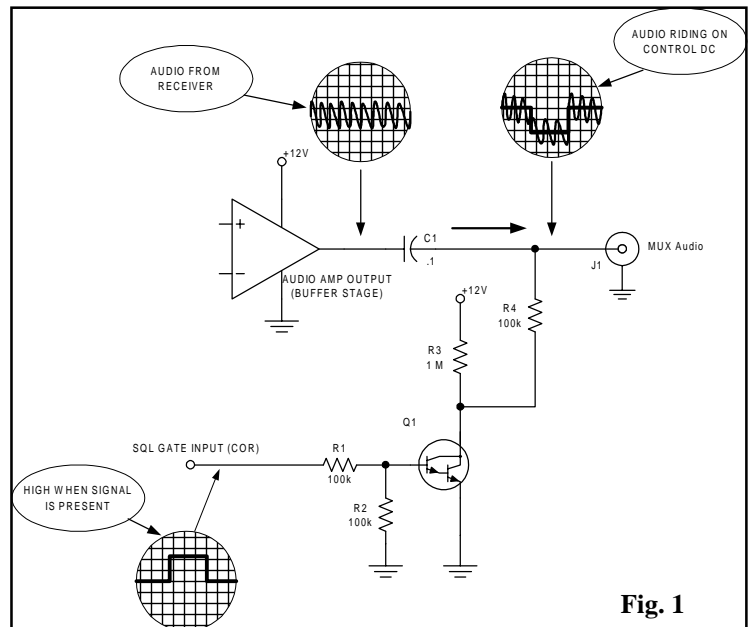 AUDIO FROM
RECEIVER
AUDIO RIDING ON
CONTROL DC
+12V
+
−
C1
.1
AUDIO AMP OUTPUT
(BUFFER STAGE)
MUX Audio
J1
+12V
R4
100k
R3
1 M
Q1
SQL GATE INPUT (COR)
R1
100k
R2
100k
HIGH WHEN SIGNAL
IS PRESENT
Fig. 1